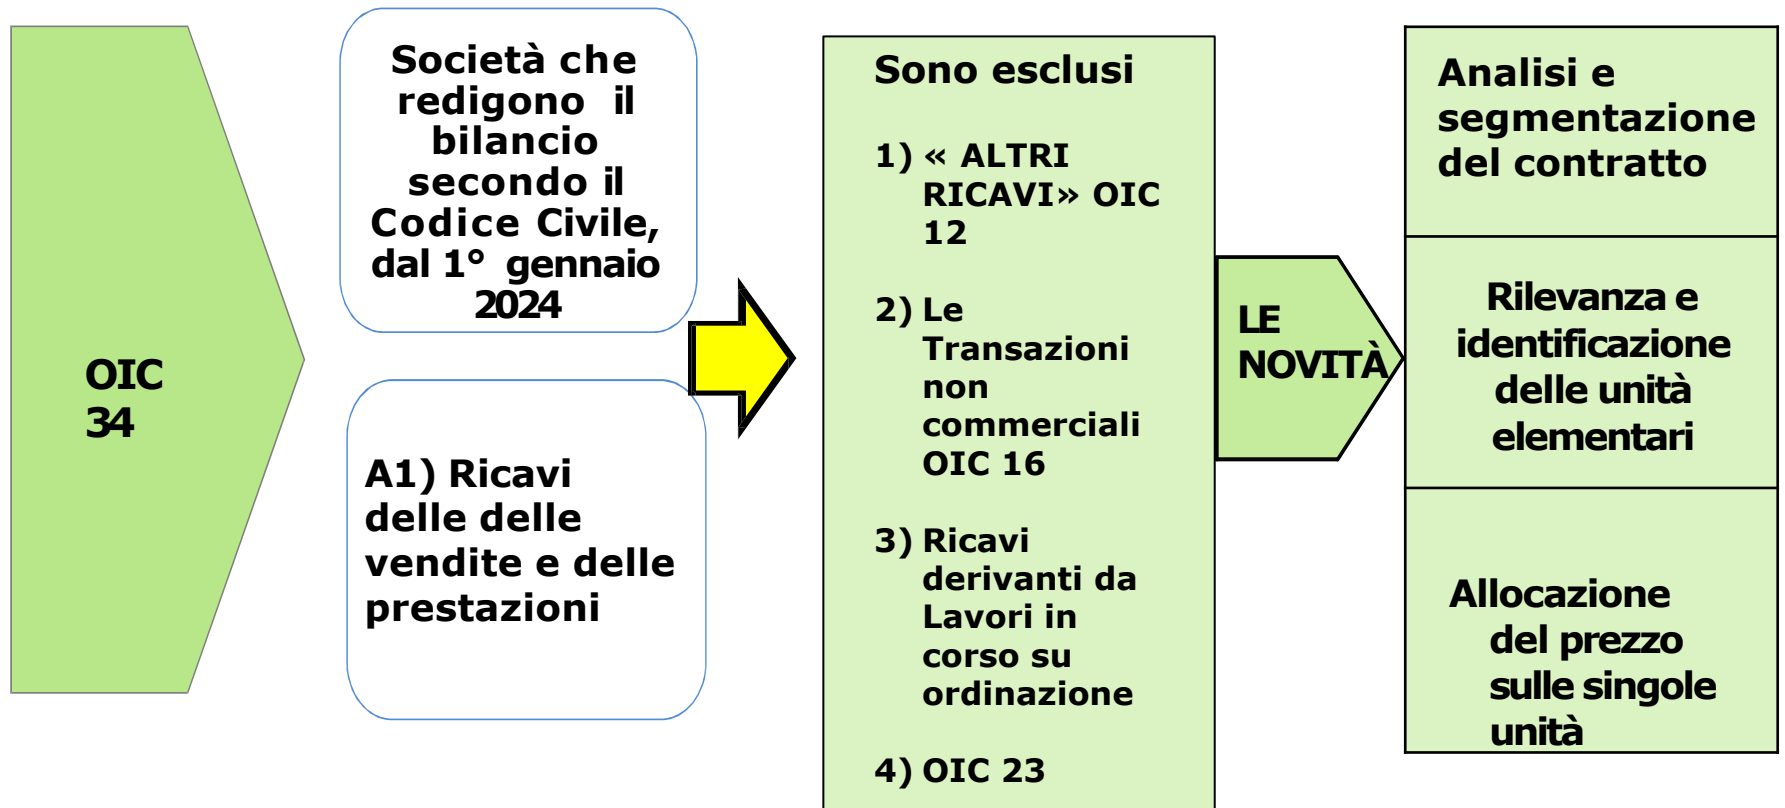 OIC
34
Società che
redigono il
bilancio
secondo il
Codice Civile,
dal 1° gennaio
2024
A1) Ricavi
delle delle
vendite e delle
prestazioni
Sono esclusi
1) « ALTRI
RICAVI» OIC
12
2) Le
Transazioni
non
commerciali
OIC 16
3) Ricavi
derivanti da
Lavori in
corso su
ordinazione
4) OIC 23
LE
NOVITÀ
Analisi e
segmentazione
del contratto
Rilevanza e
identificazione
delle unità
elementari
Allocazione
del prezzo
sulle singole
unità